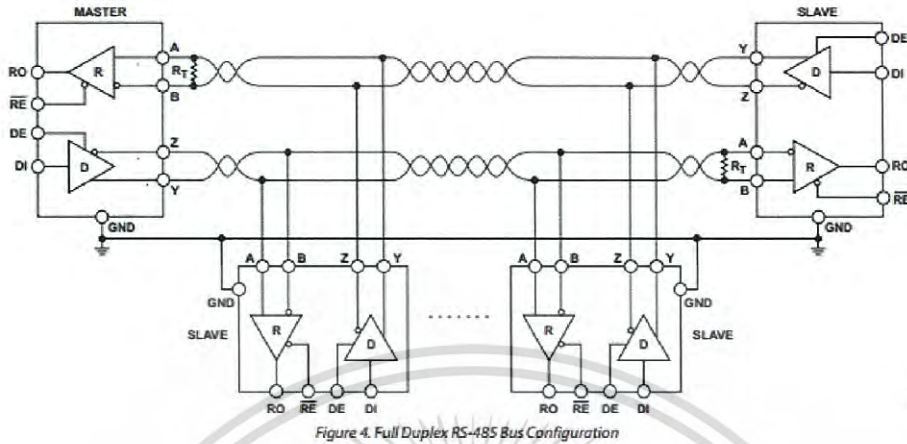 MASTER
SLAVE
A
RO
R
RT
B
RE
DE
Z
DI
D
Y
GND
Y
DE
D
DI
Z
A
RT
R
RO
B
RE
GND
A B Z Y
GND
SLAVE
R
D
RO RE DE DI
.......
A B Z Y
GND
SLAVE
R
D
RO RE DE DI
Figure 4. Full Duplex RS-485 Bus Configuration